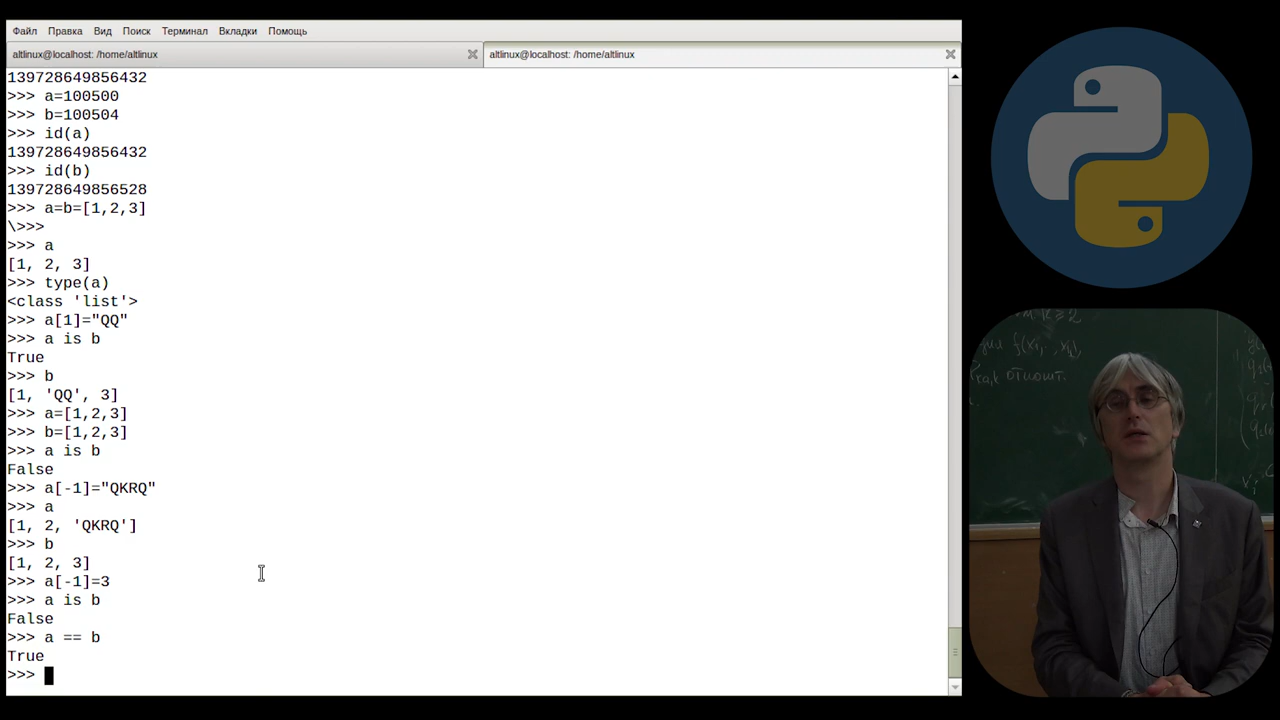 Файл Правка Вид Поиск Терминал Вкладки Помощь
altlinux@localhost: /home/altlinux altlinux@localhost: /home/altlinux
139728649856432
>>> a=100500
>>> b=100504
>>> id(a)
139728649856432
>>> id(b)
139728649856528
>>> a=b=[1,2,3]
\>>>
>>> a
[1, 2, 3]
>>> type(a)
<class 'list'>
>>> a[1]="QQ"
>>> a is b
True
>>> b
[1, 'QQ', 3]
>>> a=[1,2,3]
>>> b=[1,2,3]
>>> a is b
False
>>> a[-1]="QKRQ"
>>> a
[1, 2, 'QKRQ']
>>> b
[1, 2, 3]
>>> a[-1]=3
>>> a is b
False
>>> a == b
True
>>>